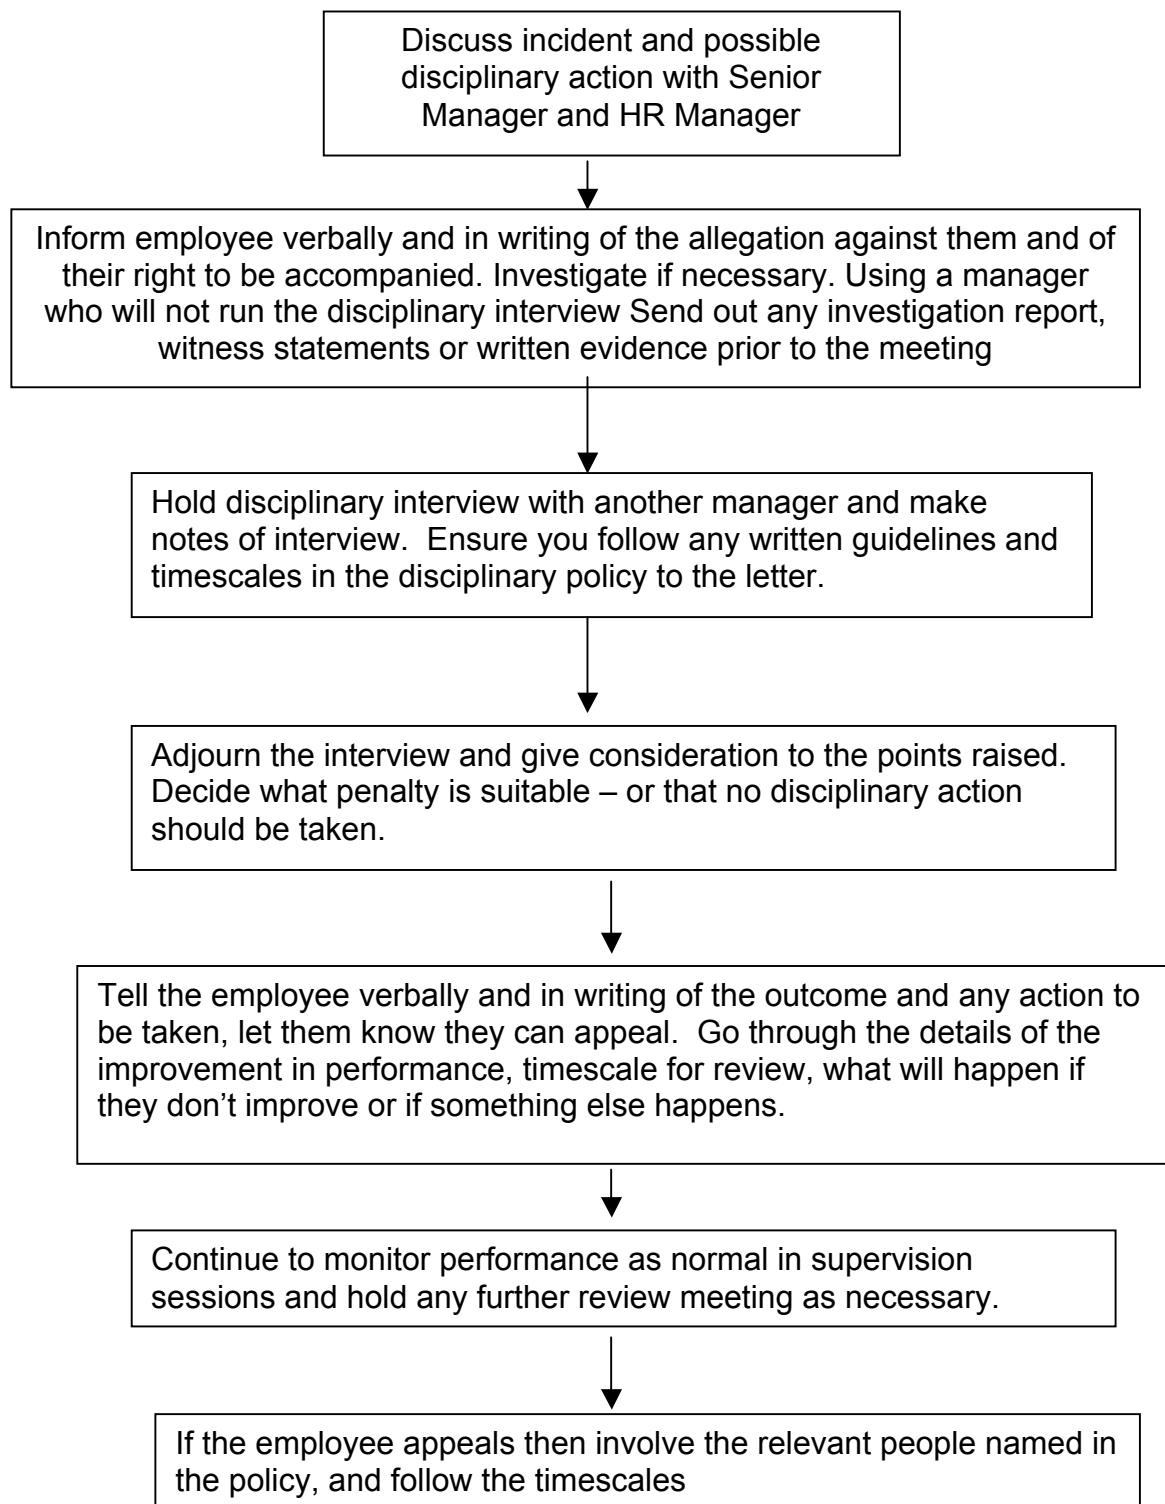 Discuss incident and possible
disciplinary action with Senior
Manager and HR Manager
Inform employee verbally and in writing of the allegation against them and of
their right to be accompanied. Investigate if necessary. Using a manager
who will not run the disciplinary interview Send out any investigation report,
witness statements or written evidence prior to the meeting
Hold disciplinary interview with another manager and make
notes of interview.  Ensure you follow any written guidelines and
timescales in the disciplinary policy to the letter.
Adjourn the interview and give consideration to the points raised.
Decide what penalty is suitable – or that no disciplinary action
should be taken.
Tell the employee verbally and in writing of the outcome and any action to
be taken, let them know they can appeal.  Go through the details of the
improvement in performance, timescale for review, what will happen if
they don’t improve or if something else happens.
Continue to monitor performance as normal in supervision
sessions and hold any further review meeting as necessary.
If the employee appeals then involve the relevant people named in
the policy, and follow the timescales